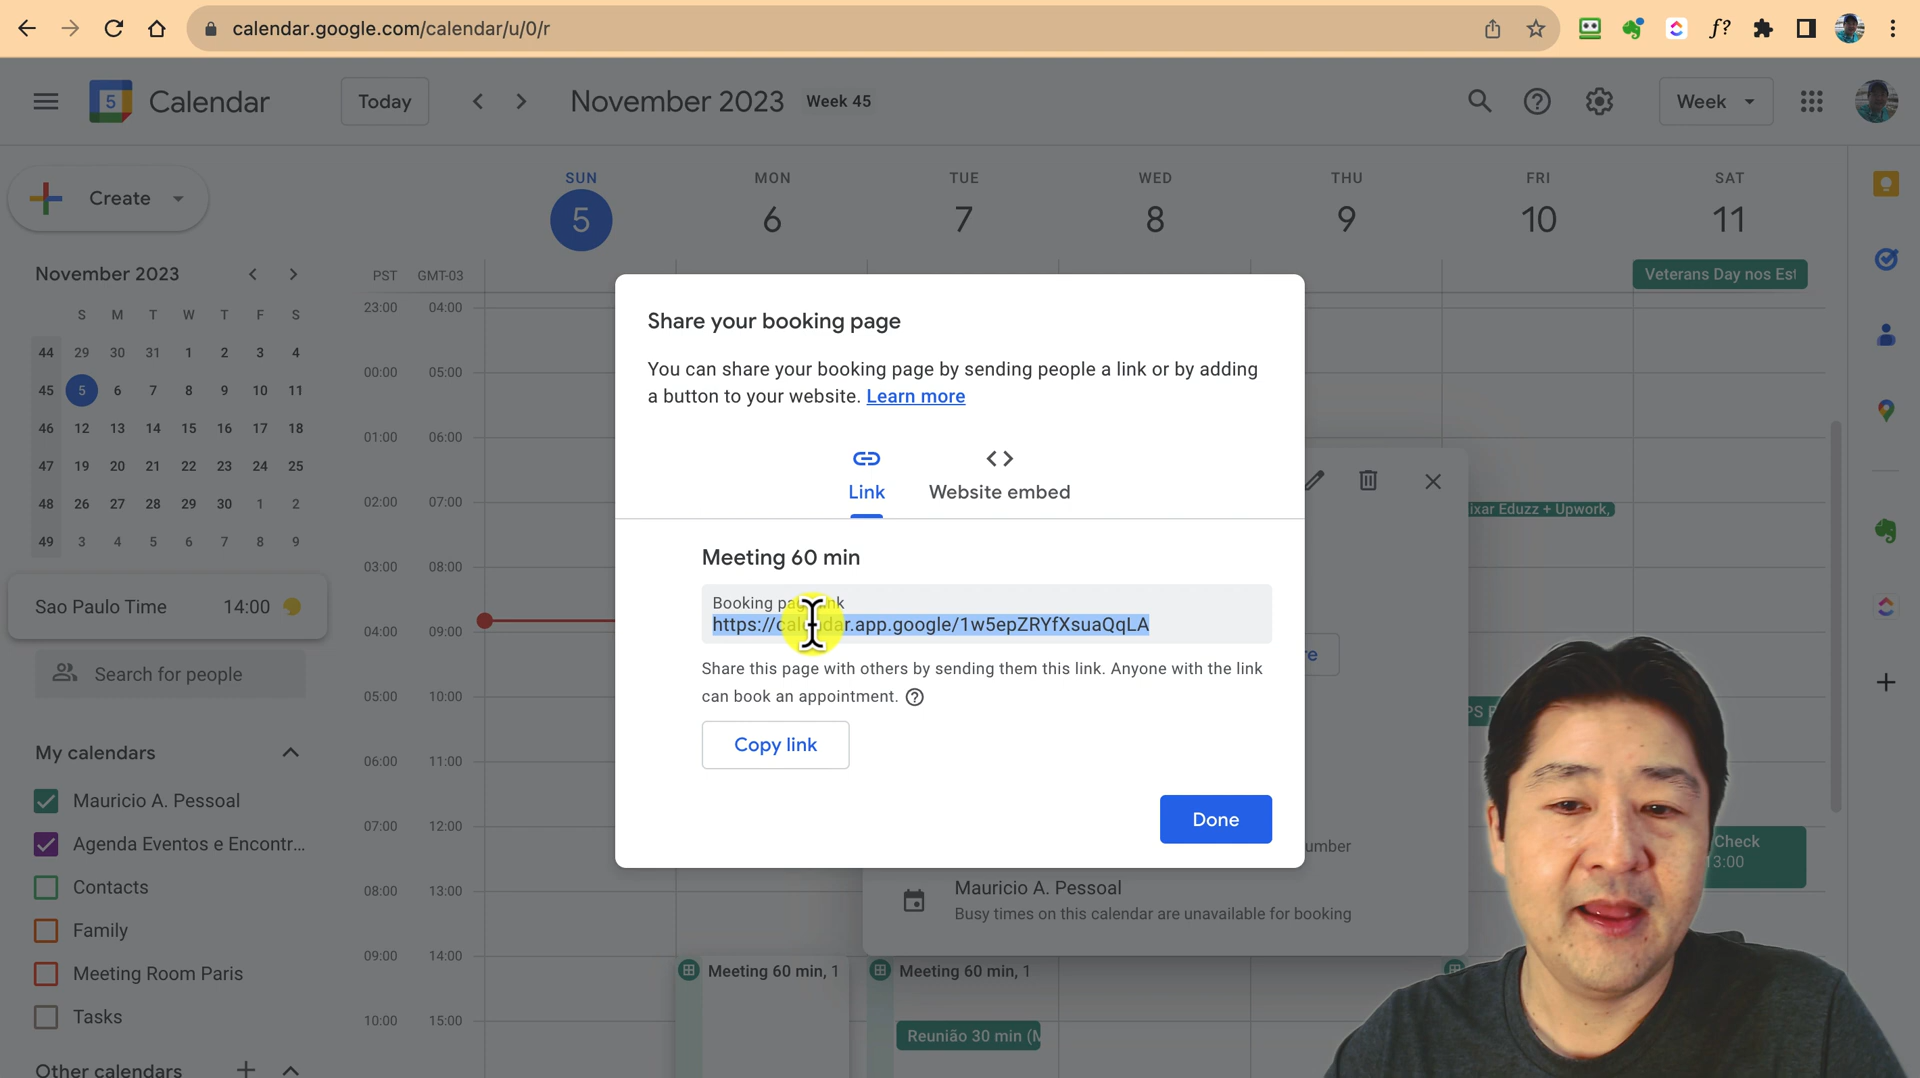 calendar.google.com/calendar/u/0/r
f?
5
Calendar
Today
November 2023
Week 45
Week
Create
SUN
MON
TUE
WED
THU
FRI
SAT
5
6
7
8
9
10
11
November 2023
PST
GMT-03
Veterans Day nos Est
S M T W T F S
44 29 30 31 1 2 3 4
45 5 6 7 8 9 10 11
46 12 13 14 15 16 17 18
47 19 20 21 22 23 24 25
48 26 27 28 29 30 1 2
49 3 4 5 6 7 8 9
23:00 04:00
00:00 05:00
01:00 06:00
02:00 07:00
03:00 08:00
04:00 09:00
05:00 10:00
06:00 11:00
07:00 12:00
08:00 13:00
09:00 14:00
10:00 15:00
Sao Paulo Time 14:00
Search for people
My calendars
Mauricio A. Pessoal
Agenda Eventos e Encontr...
Contacts
Family
Meeting Room Paris
Tasks
Other calendars
Share your booking page
You can share your booking page by sending people a link or by adding
a button to your website. Learn more
Link
Website embed
Meeting 60 min
Booking page link
https://calendar.app.google/1w5epZRYfXsuaQqLA
Share this page with others by sending them this link. Anyone with the link
can book an appointment.
Copy link
Done
ixar Eduzz + Upwork,
re
PS
umber
Mauricio A. Pessoal
Busy times on this calendar are unavailable for booking
Check
13:00
Meeting 60 min, 1
Meeting 60 min, 1
Reunião 30 min (M